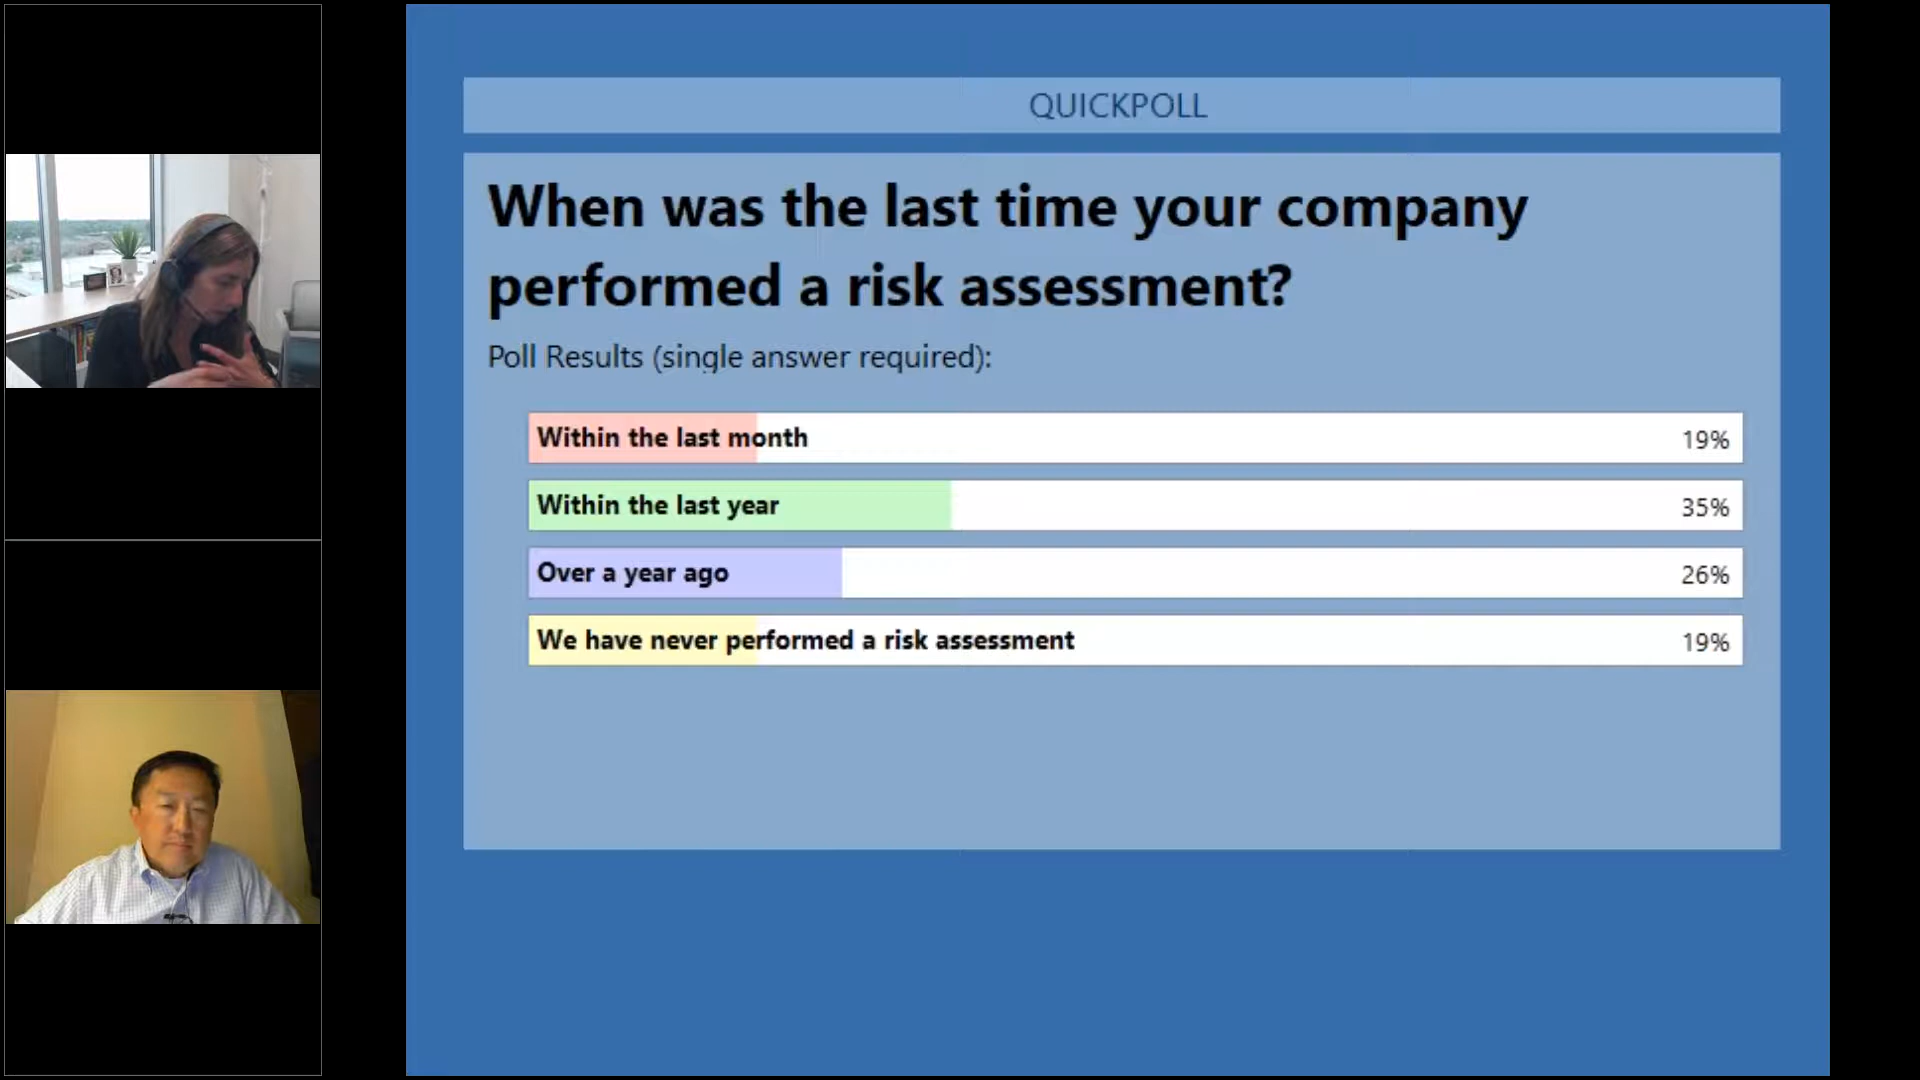 QUICKPOLL
When was the last time your company
performed a risk assessment?
Poll Results (single answer required):
Within the last month 19%
Within the last year 35%
Over a year ago 26%
We have never performed a risk assessment 19%